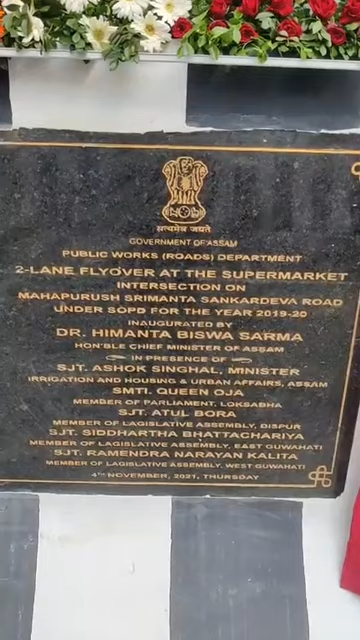 सत्यमेव जयते
GOVERNMENT OF ASSAM
PUBLIC WORKS (ROADS) DEPARTMENT
2-LANE FLYOVER AT THE SUPERMARKET
INTERSECTION ON
MAHAPURUSH SRIMANTA SANKARDEVA ROAD
UNDER SOPD FOR THE YEAR 2019-20
INAUGURATED BY
DR. HIMANTA BISWA SARMA
HON'BLE CHIEF MINISTER OF ASSAM
IN PRESENCE OF
SJT. ASHOK SINGHAL, MINISTER
IRRIGATION AND HOUSING & URBAN AFFAIRS, ASSAM
SMTI. QUEEN OJA
MEMBER OF PARLIAMENT, LOKSABHA
SJT. ATUL BORA
MEMBER OF LAGISLATIVE ASSEMBLY, DISPUR
SJT. SIDDHARTHA BHATTACHARYA
MEMBER OF LAGISLATIVE ASSEMBLY, EAST GUWAHATI
SJT. RAMENDRA NARAYAN KALITA
MEMBER OF LAGISLATIVE ASSEMBLY, WEST GUWAHATI
4TH NOVEMBER, 2021, THURSDAY